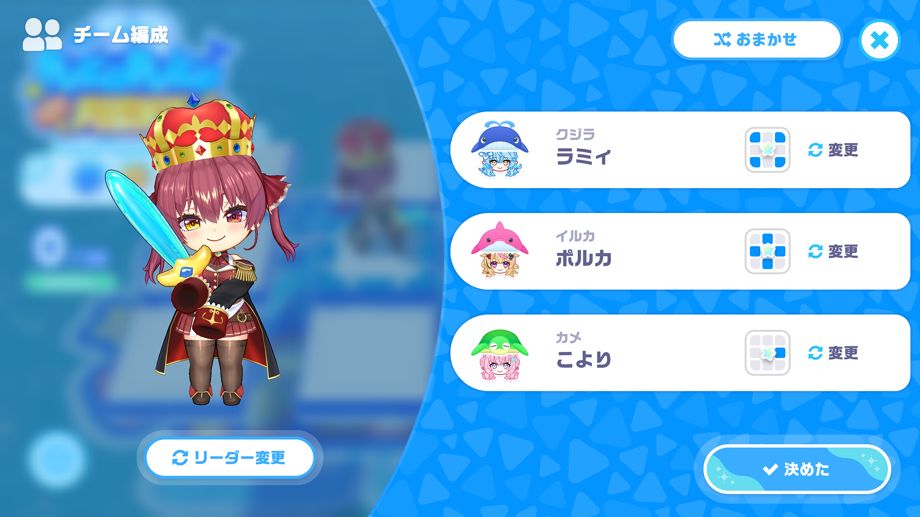 チーム編成
おまかせ
クジラ
ラミィ
変更
イルカ
ポルカ
変更
カメ
こより
変更
リーダー変更
決めた